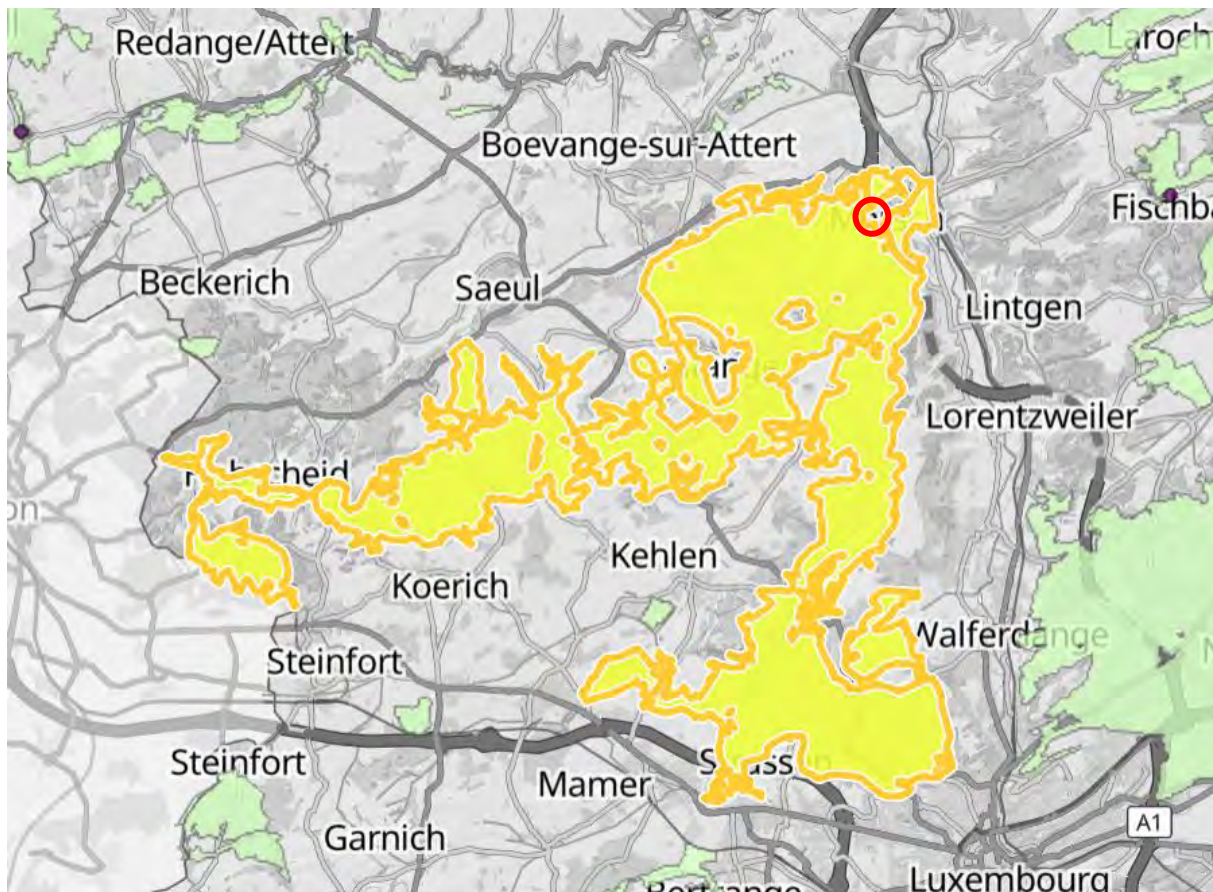 Redange/Attert
Laroch
Boevange-sur-Attert
Fischba
Beckerich
Saeul
Lintgen
Lorentzweiler
Kehlen
Koerich
Walferdange
Steinfort
Steinfort
Mamer
A1
Garnich
Luxembourg